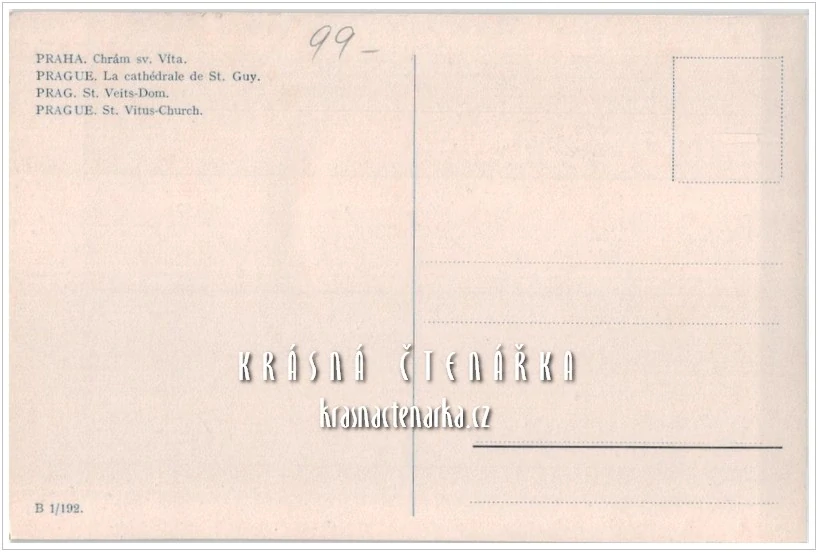 99-
PRAHA. Chrám sv. Víta.
PRAGUE. La cathédrale de St. Guy.
PRAG. St. Veits-Dom.
PRAGUE. St. Vitus-Church.
KRÁSNÁ ČTENÁŘKA
krasnactenarka.cz
B 1/192.